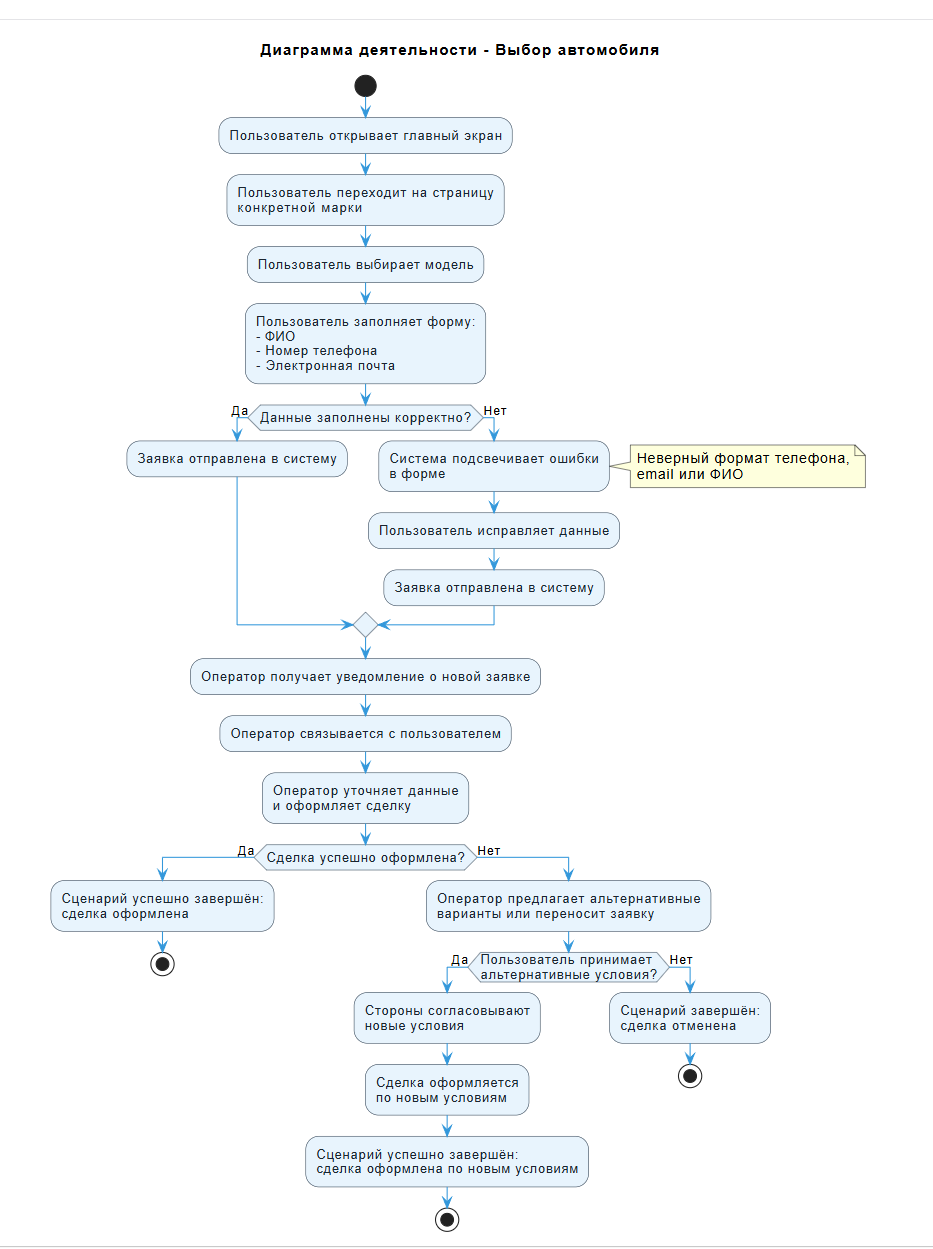 Диаграмма деятельности - Выбор автомобиля
Пользователь открывает главный экран
Пользователь переходит на страницу
конкретной марки
Пользователь выбирает модель
Пользователь заполняет форму:
- ФИО
- Номер телефона
- Электронная почта
Да
Данные заполнены корректно?
Нет
Заявка отправлена в систему
Система подсвечивает ошибки
в форме
Неверный формат телефона,
email или ФИО
Пользователь исправляет данные
Заявка отправлена в систему
Оператор получает уведомление о новой заявке
Оператор связывается с пользователем
Оператор уточняет данные
и оформляет сделку
Да
Сделка успешно оформлена?
Нет
Сценарий успешно завершён:
сделка оформлена
Оператор предлагает альтернативные
варианты или переносит заявку
Да
Пользователь принимает
альтернативные условия?
Нет
Стороны согласовывают
новые условия
Сценарий завершён:
сделка отменена
Сделка оформляется
по новым условиям
Сценарий успешно завершён:
сделка оформлена по новым условиям